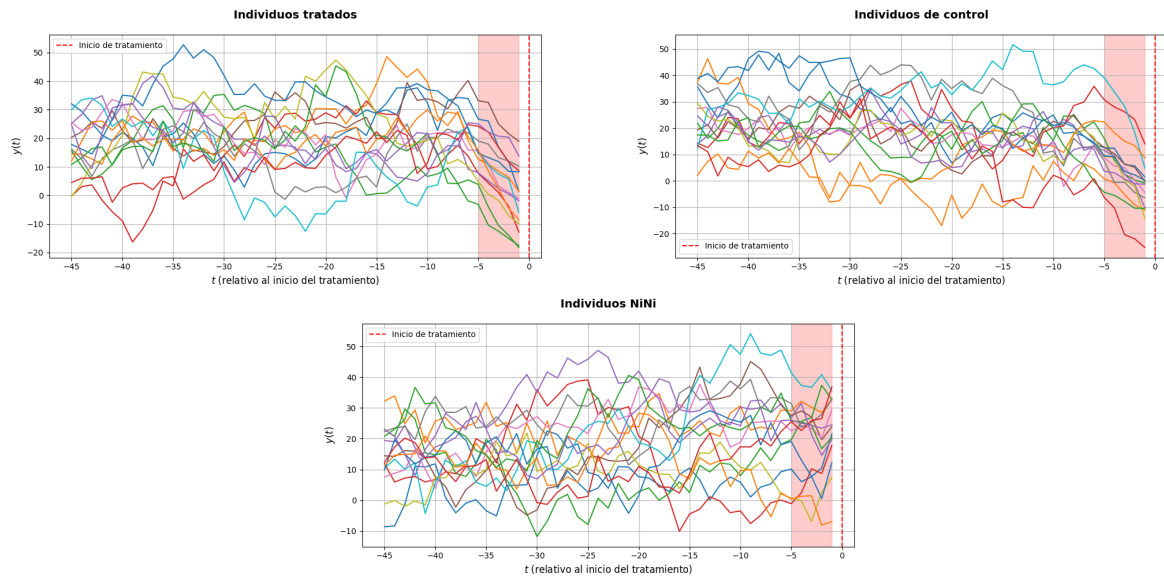 Individuos tratados
Inicio de tratamiento
50
40
30
20
10
0
−10
−20
y(t)
−45 −40 −35 −30 −25 −20 −15 −10 −5 0
t (relativo al inicio del tratamiento)
Individuos de control
50
40
30
20
10
0
−10
−20
y(t)
Inicio de tratamiento
−45 −40 −35 −30 −25 −20 −15 −10 −5 0
t (relativo al inicio del tratamiento)
Individuos NiNi
Inicio de tratamiento
50
40
30
20
10
0
−10
y(t)
−45 −40 −35 −30 −25 −20 −15 −10 −5 0
t (relativo al inicio del tratamiento)